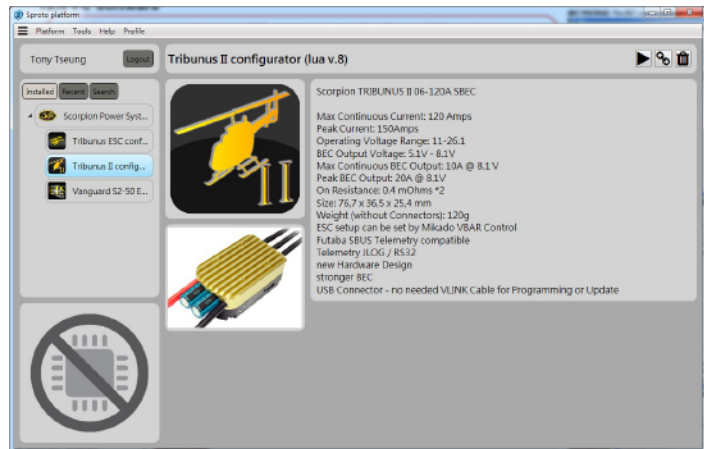 Sproto platform
Platform Tools Help Profile
Tony Tseung
Logout
Tribunus II configurator (lua v.8)
Installed Recent Search
Scorpion Power Syst...
Tribunus ESC conf...
Tribunus II config...
Vanguard 52-50 E...
II
Scorpion TRIBUNUS II 06-120A SBEC
Max Continuous Current: 120 Amps
Peak Current: 150Amps
Operating Voltage Range: 11-26.1
BEC Output Voltage: 5.1V - 8.1V
Max Continuous BEC Output: 10A @ 8.1 V
Peak BEC Output: 20A @ 8.1V
On Resistance: 0.4 mOhms *2
Size: 76,7 x 36,5 x 25,4 mm
Weight (without Connectors): 120g
ESC setup can be set by Mikado VBAR Control
Futaba SBUS Telemetry compatible
Telemetry JLOG / RS32
new Hardware Design
stronger BEC
USB Connector - no needed VLINK Cable for Programming or Update